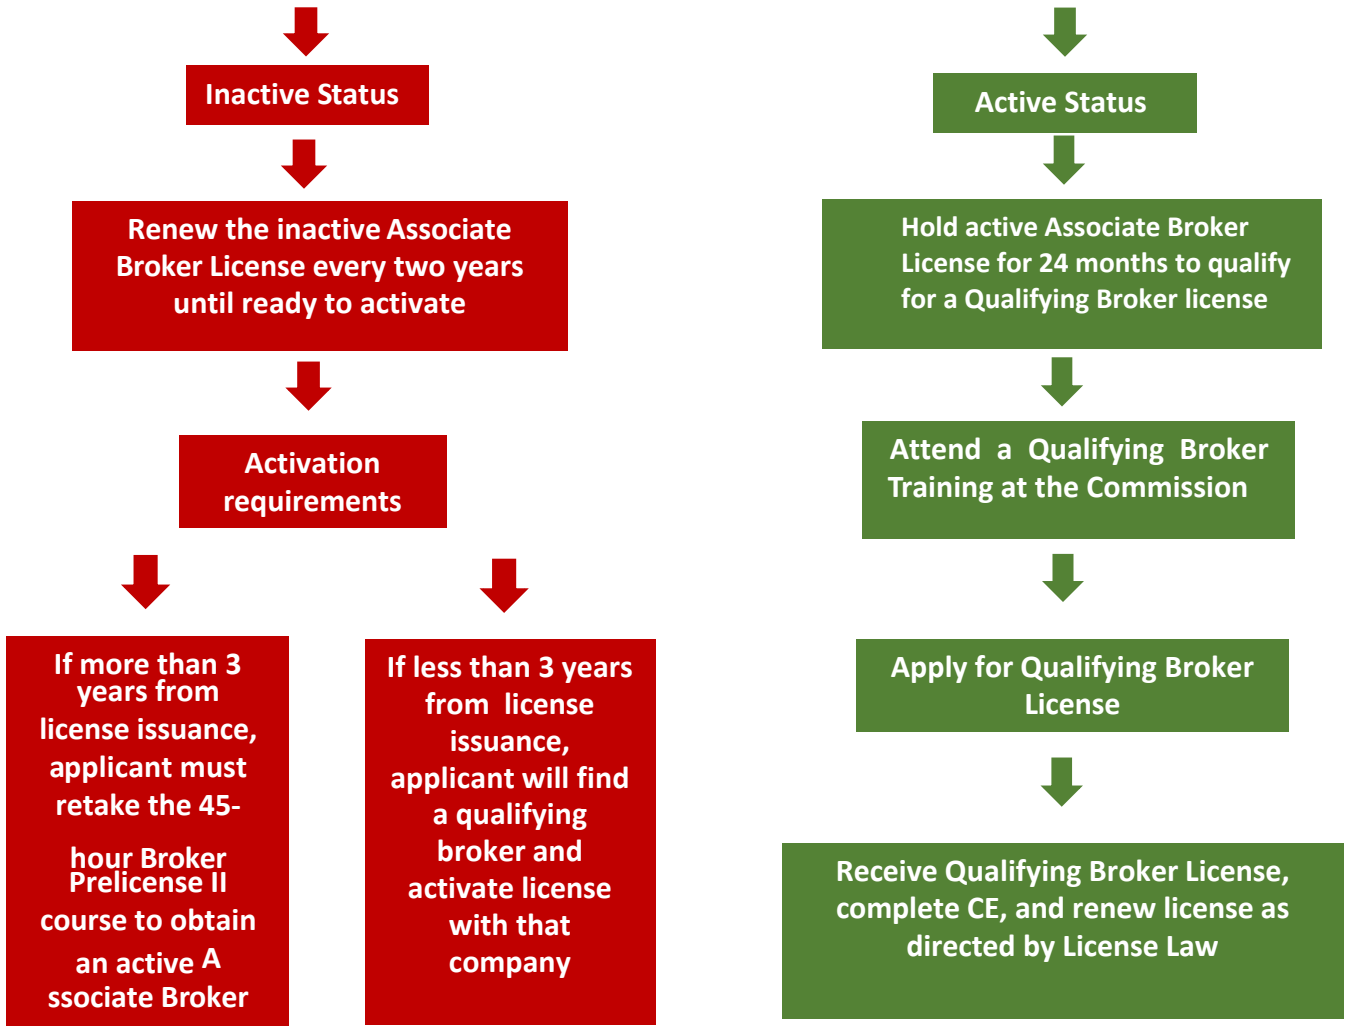 Inactive Status
Renew the inactive Associate
Broker License every two years
until ready to activate
Activation
requirements
If more than 3
years from
license issuance,
applicant must
retake the 45-
hour Broker
Prelicense II
course to obtain
an active A
ssociate Broker
If less than 3 years
from license
issuance,
applicant will find
a qualifying
broker and
activate license
with that
company
Active Status
Hold active Associate Broker
License for 24 months to qualify
for a Qualifying Broker license
Attend a Qualifying Broker
Training at the Commission
Apply for Qualifying Broker
License
Receive Qualifying Broker License,
complete CE, and renew license as
directed by License Law